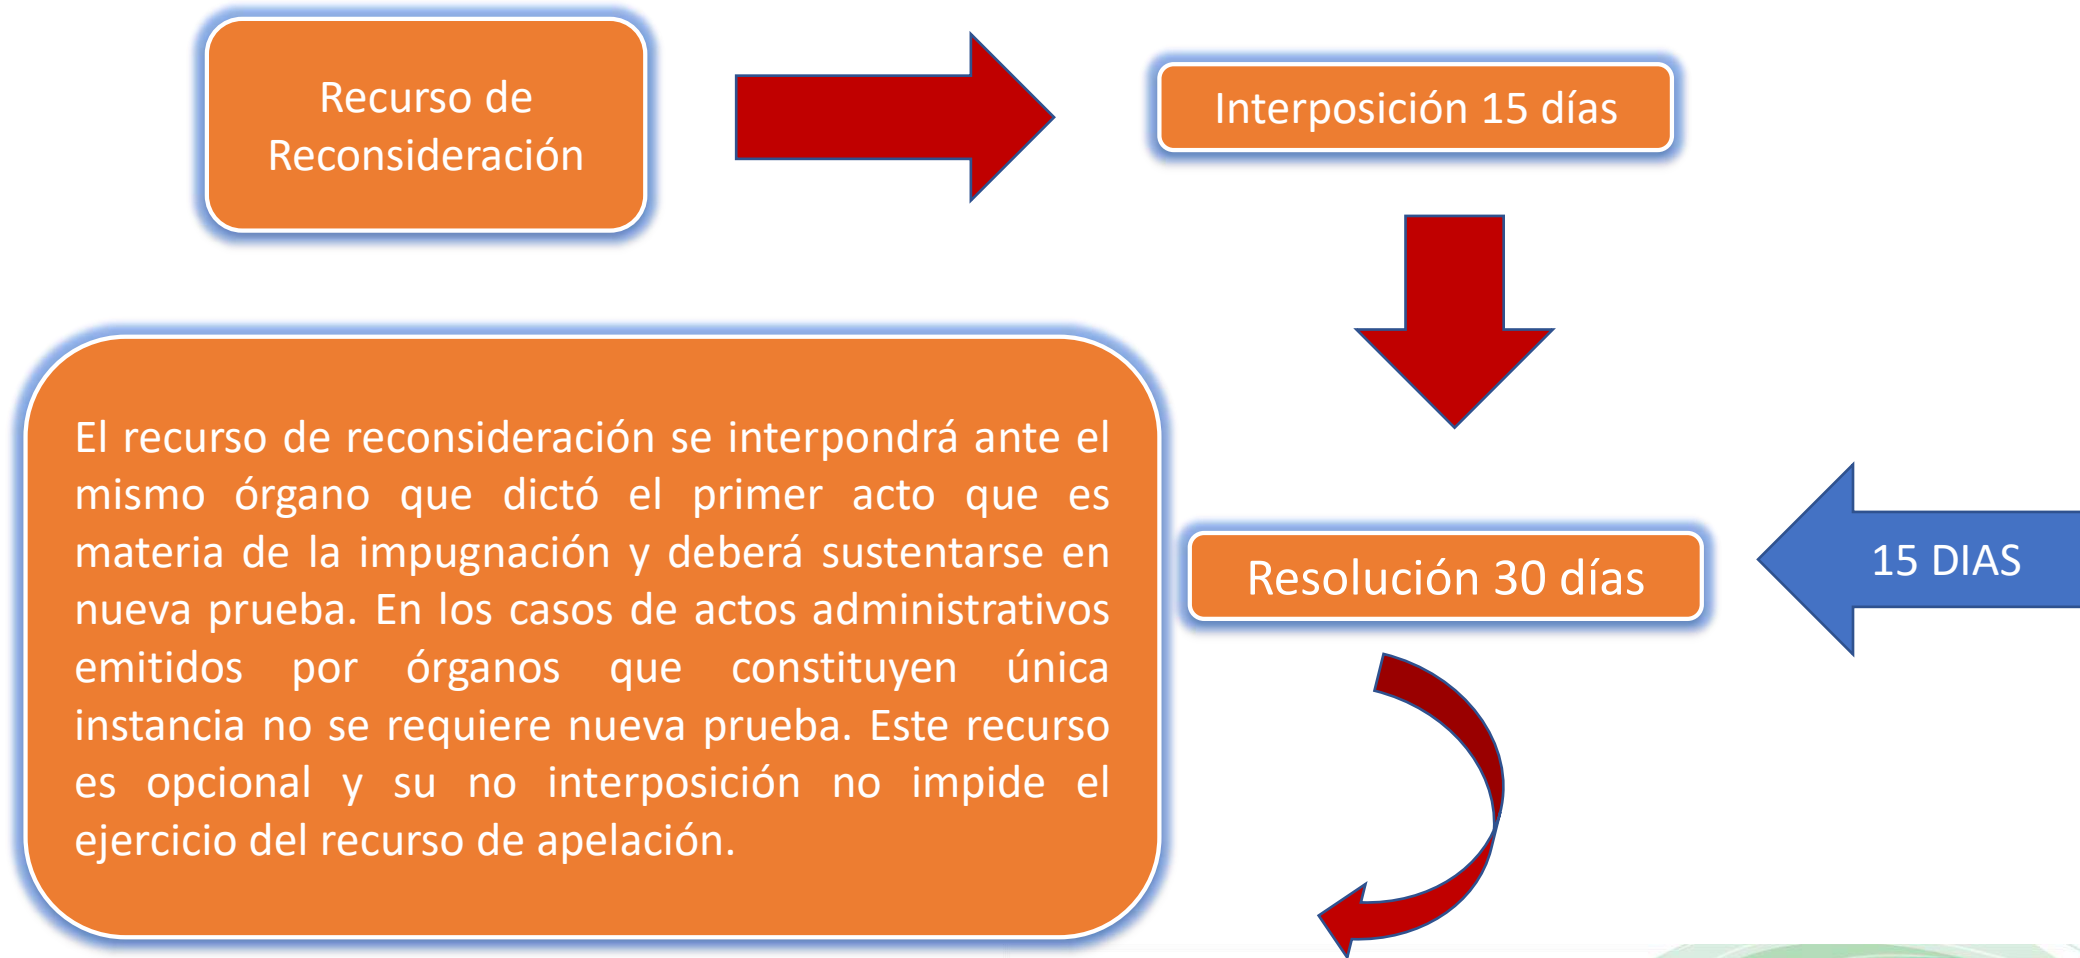 Recurso de
Reconsideración
Interposición 15 días
El recurso de reconsideración se interpondrá ante el
mismo órgano que dictó el primer acto que es
materia de la impugnación y deberá sustentarse en
nueva prueba. En los casos de actos administrativos
emitidos por órganos que constituyen única
instancia no se requiere nueva prueba. Este recurso
es opcional y su no interposición no impide el
ejercicio del recurso de apelación.
Resolución 30 días
15 DIAS